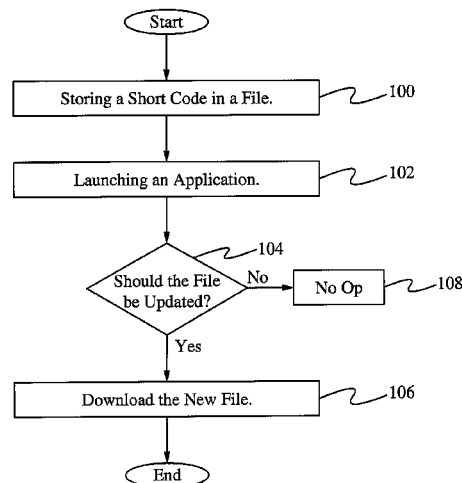 Start
Storing a Short Code in a File.
100
Launching an Application.
102
104
Should the File
be Updated?
No
No Op
108
Yes
Download the New File.
106
End